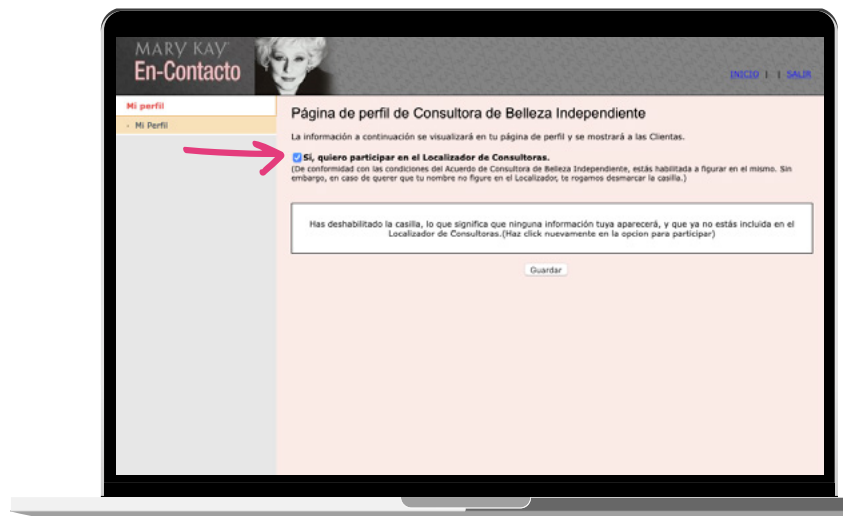 MARY KAY
En-Contacto
INICIO | | SALIR
Mi perfil
- Mi Perfil
Página de perfil de Consultora de Belleza Independiente
La información a continuación se visualizará en tu página de perfil y se mostrará a las Clientas.
Sí, quiero participar en el Localizador de Consultoras.
(De conformidad con las condiciones del Acuerdo de Consultora de Belleza Independiente, estás habilitada a figurar en el mismo. Sin
embargo, en caso de querer que tu nombre no figure en el Localizador, te rogamos desmarcar la casilla.)
Has deshabilitado la casilla, lo que significa que ninguna información tuya aparecerá, y que ya no estás incluida en el
Localizador de Consultoras.(Haz click nuevamente en la opcion para participar)
Guardar